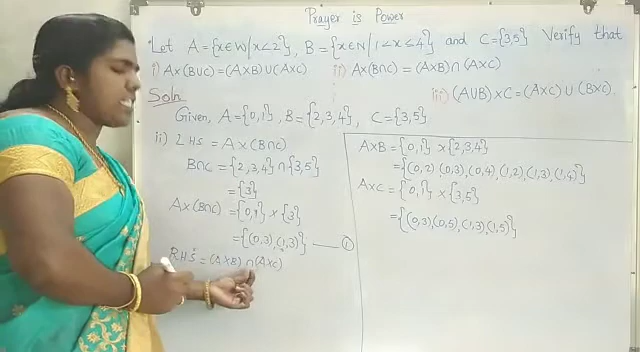 Prayer is Power
Let A={x∈W/x<2}, B={x∈N/1<x≤4} and C={3,5} Verify that
i) A×(B∪C)=(A×B)∪(A×C) ii) A×(B∩C)=(A×B)∩(A×C)
iii) (A∪B)×C=(A×C)∪(B×C).
Soln
Given, A={0,1}, B={2,3,4}, C={3,5}
ii) LHS = A×(B∩C)
B∩C={2,3,4}∩{3,5}
={3}
A×(B∩C)={0,1}×{3}
={(0,3),(1,3)} —— ①
R.H.S=(A×B)∩(A×C)
A×B={0,1}×{2,3,4}
={(0,2)(0,3),(0,4),(1,2),(1,3),(1,4)}
A×C={0,1}×{3,5}
={(0,3)(0,5),(1,3),(1,5)}